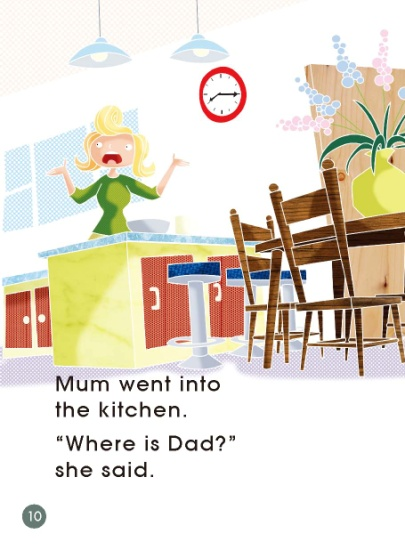 Mum went into
the kitchen.
“Where is Dad?”
she said.
10